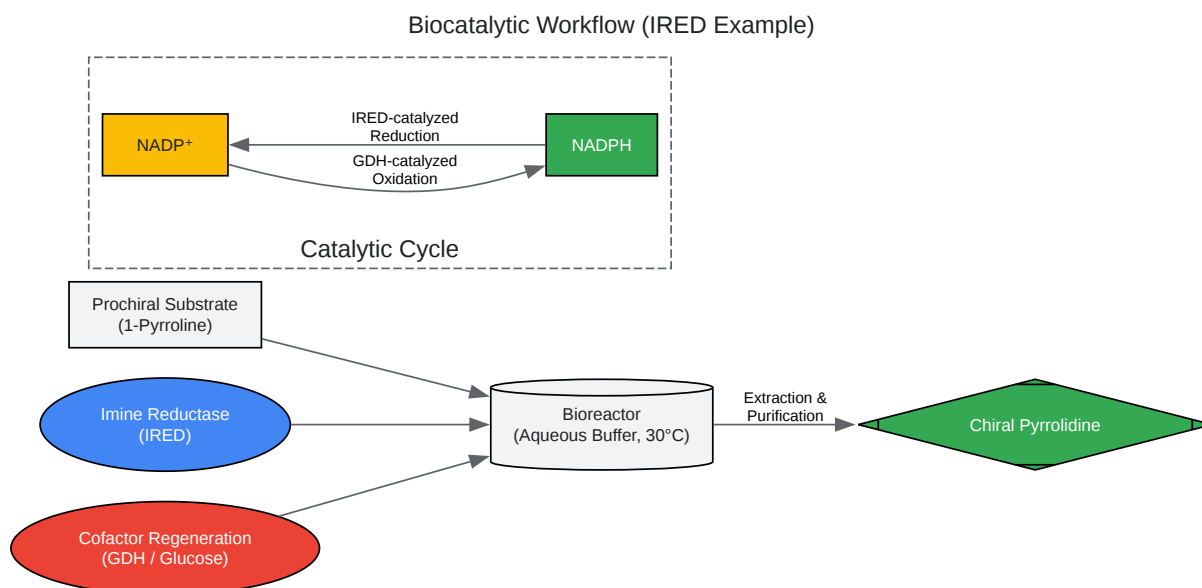 Biocatalytic Workflow (IRED Example)
IRED-catalyzed
Reduction
NADP⁺
NADPH
GDH-catalyzed
Oxidation
Catalytic Cycle
Prochiral Substrate
(1-Pyrroline)
Imine Reductase
(IRED)
Bioreactor
(Aqueous Buffer, 30°C)
Extraction &
Purification
Chiral Pyrrolidine
Cofactor Regeneration
(GDH / Glucose)